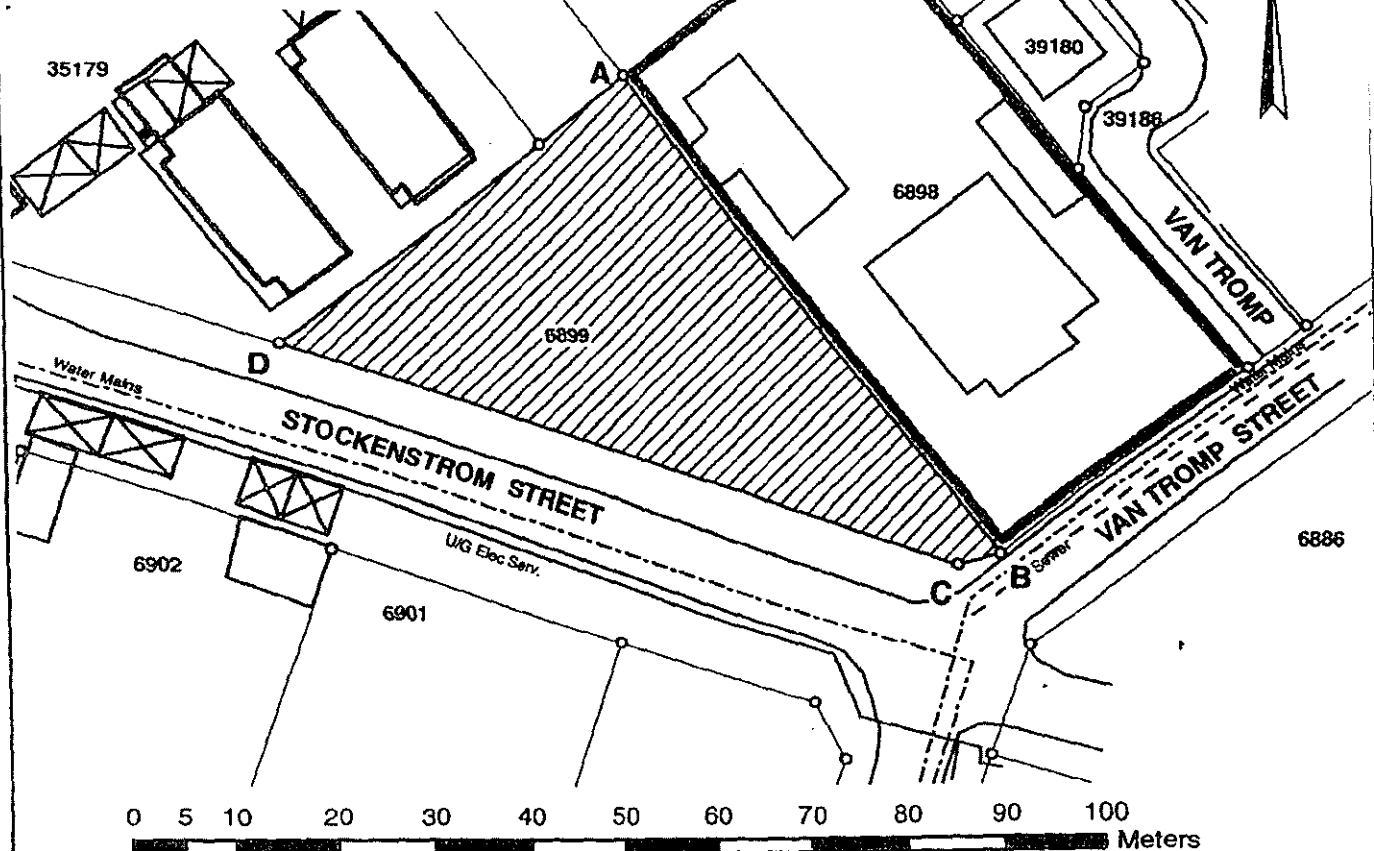 35179
A
39180
39186
6898
VAN TROMP
6899
D
Water Mains
Water Mains
STOCKENSTROM STREET
VAN TROMP STREET
U/G Elec Serv.
C
B
Sewer
6886
6902
6901
0 5 10 20 30 40 50 60 70 80 90 100
Meters